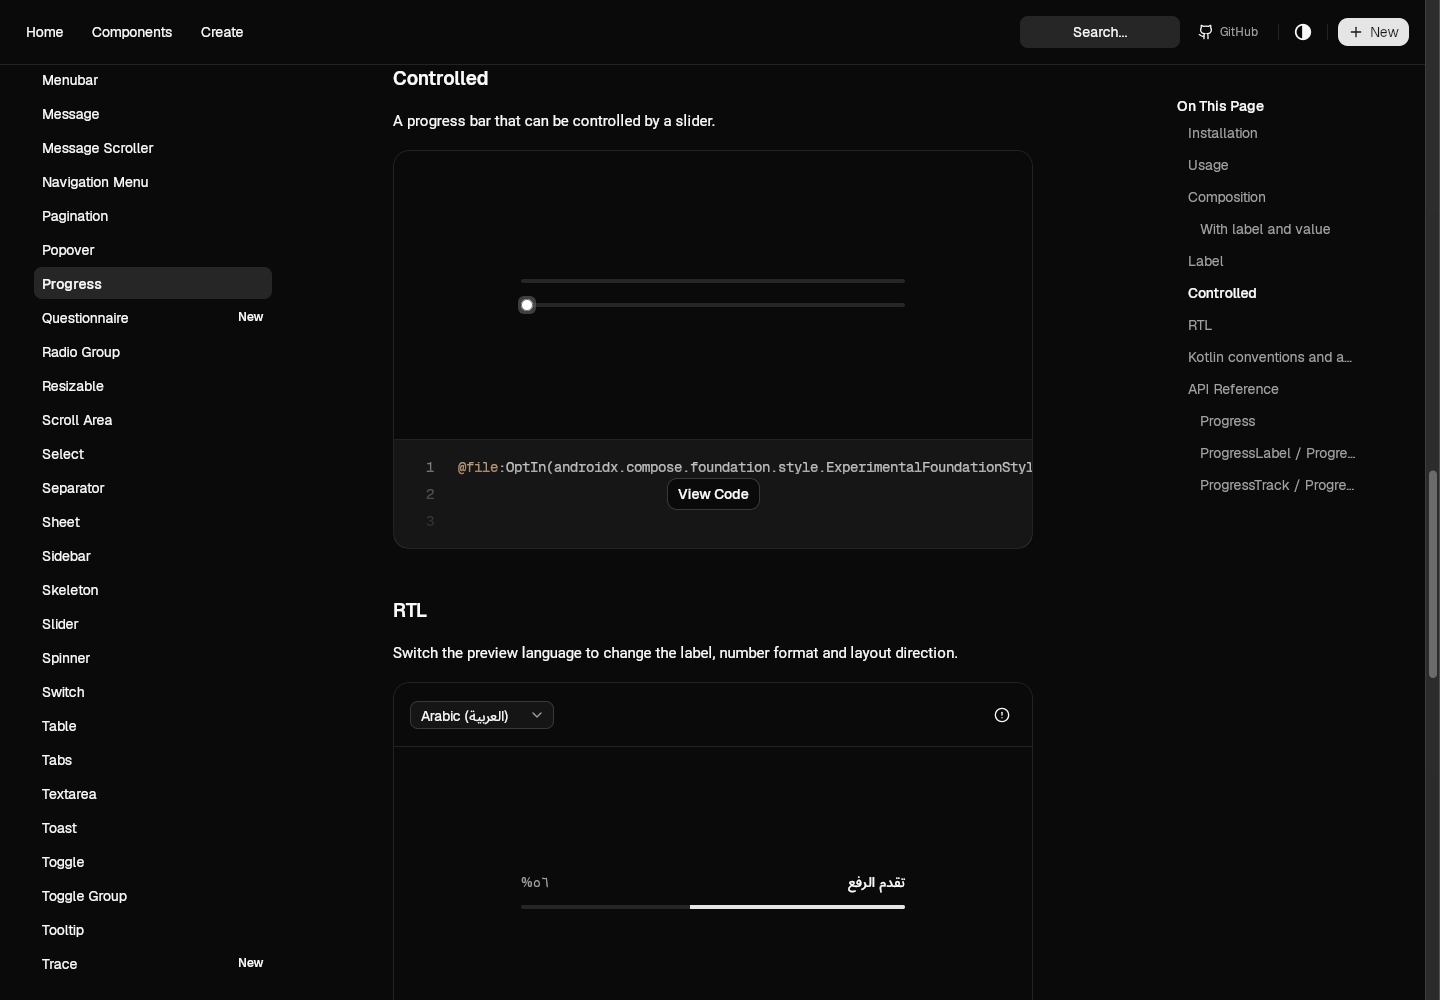 Home
Components
Create
Search...
GitHub
New
Menubar
Message
Message Scroller
Navigation Menu
Pagination
Popover
Progress
Questionnaire New
Radio Group
Resizable
Scroll Area
Select
Separator
Sheet
Sidebar
Skeleton
Slider
Spinner
Switch
Table
Tabs
Textarea
Toast
Toggle
Toggle Group
Tooltip
Trace New
Controlled
A progress bar that can be controlled by a slider.
1 @file:OptIn(androidx.compose.foundation.style.ExperimentalFoundationStyl
2
3
View Code
RTL
Switch the preview language to change the label, number format and layout direction.
Arabic (العربية)
تقدم الرفع
%٥٦
On This Page
Installation
Usage
Composition
With label and value
Label
Controlled
RTL
Kotlin conventions and a...
API Reference
Progress
ProgressLabel / Progre...
ProgressTrack / Progre...